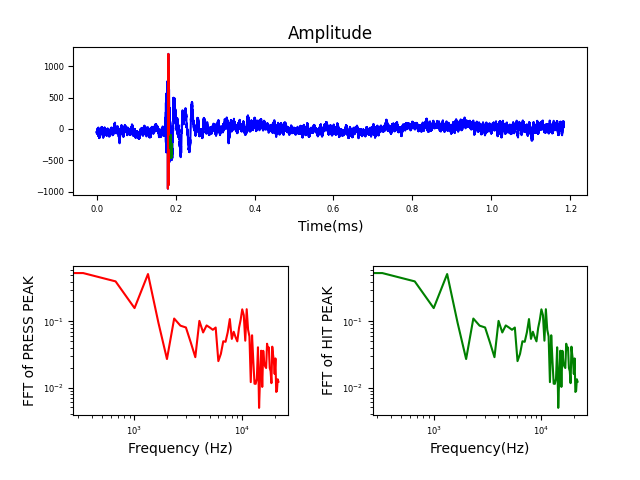 Amplitude
1000
500
0
−500
−1000
0.0 0.2 0.4 0.6 0.8 1.0 1.2
Time(ms)
FFT of PRESS PEAK
10⁻¹
10⁻²
10³ 10⁴
Frequency (Hz)
FFT of HIT PEAK
10⁻¹
10⁻²
10³ 10⁴
Frequency(Hz)